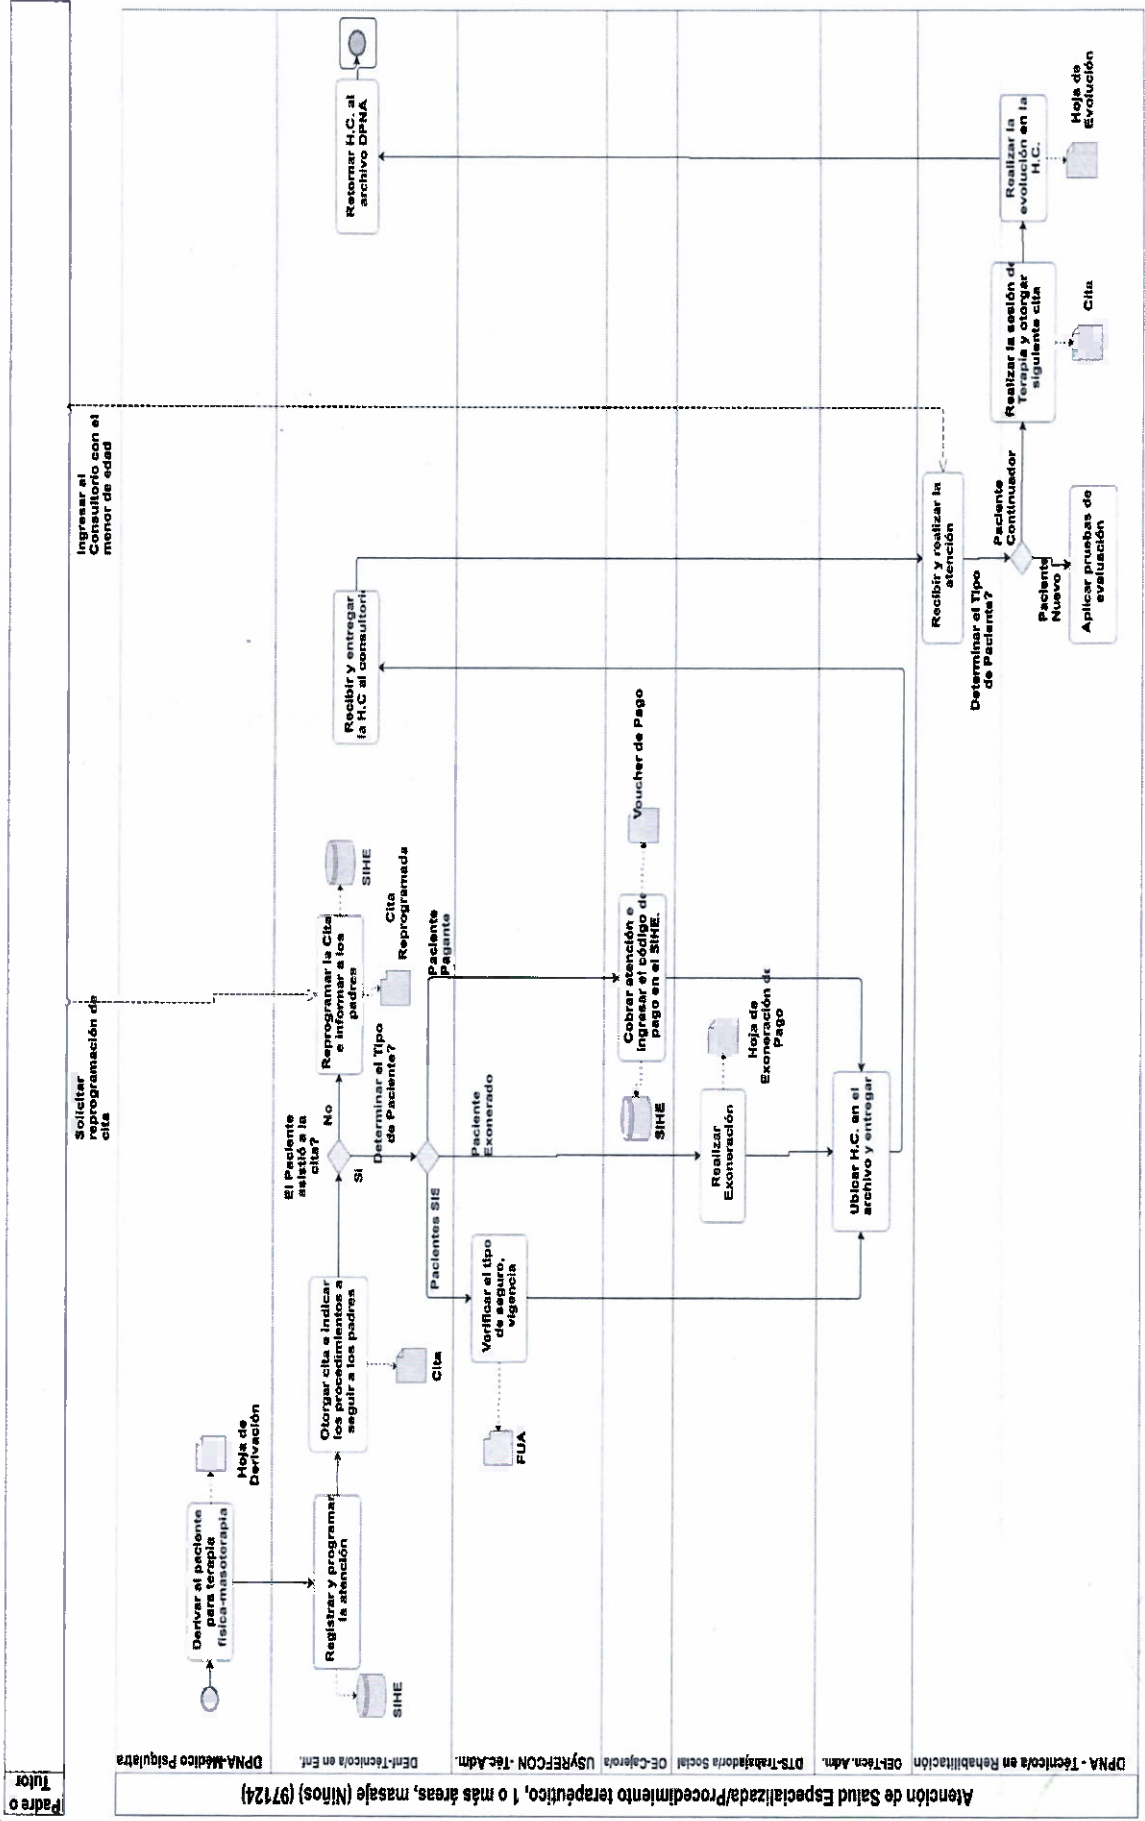 Padre o
Tutor
Atención de Salud Especializada/Procedimiento terapéutico, 1 o más áreas, masaje (Niños) (97124)
DPNA-Médico Psiquiatra
DEnf-Técnico/a en Enf.
USyREFCON - Téc.Adm.
OE-Cajero/a
DTS-Trabajador/a Social
OEI-Técn. Adn.
DPNA - Técnico/a en Rehabilitación
Solicitar
reprogramación de
cita
Ingresar al
Consultorio con el
menor de edad
Derivar al paciente
para terapia
física-masoterapia
Hoja de
Derivación
Registrar y programar
la atención
SIHE
Otorgar cita e indicar
los procedimientos a
seguir a los padres
Cita
El Paciente
asistió a la
cita?
No
Si
Reprogramar la Cita
e informar a los
padres
SIHE
Cita
Reprogramada
Determinar el Tipo
de Paciente?
Pacientes SIS
Paciente
Exonerado
Paciente
Pagante
Verificar el tipo
de seguro,
vigencia
FUA
Cobrar atención e
ingresar el código de
pago en el SIHE.
SIHE
Voucher de Pago
Realizar
Exoneración
Hoja de
Exoneración de
Pago
Ubicar H.C. en el
archivo y entregar
Recibir y entregar
la H.C al consultorio
Recibir y realizar la
atención
Determinar el Tipo
de Paciente?
Paciente
Nuevo
Paciente
Continuador
Aplicar pruebas de
evaluación
Realizar la sesión de
Terapia y otorgar
siguiente cita
Cita
Realizar la
evolución en la
H.C.
Hoja de
Evolución
Retornar H.C. al
archivo DPNA